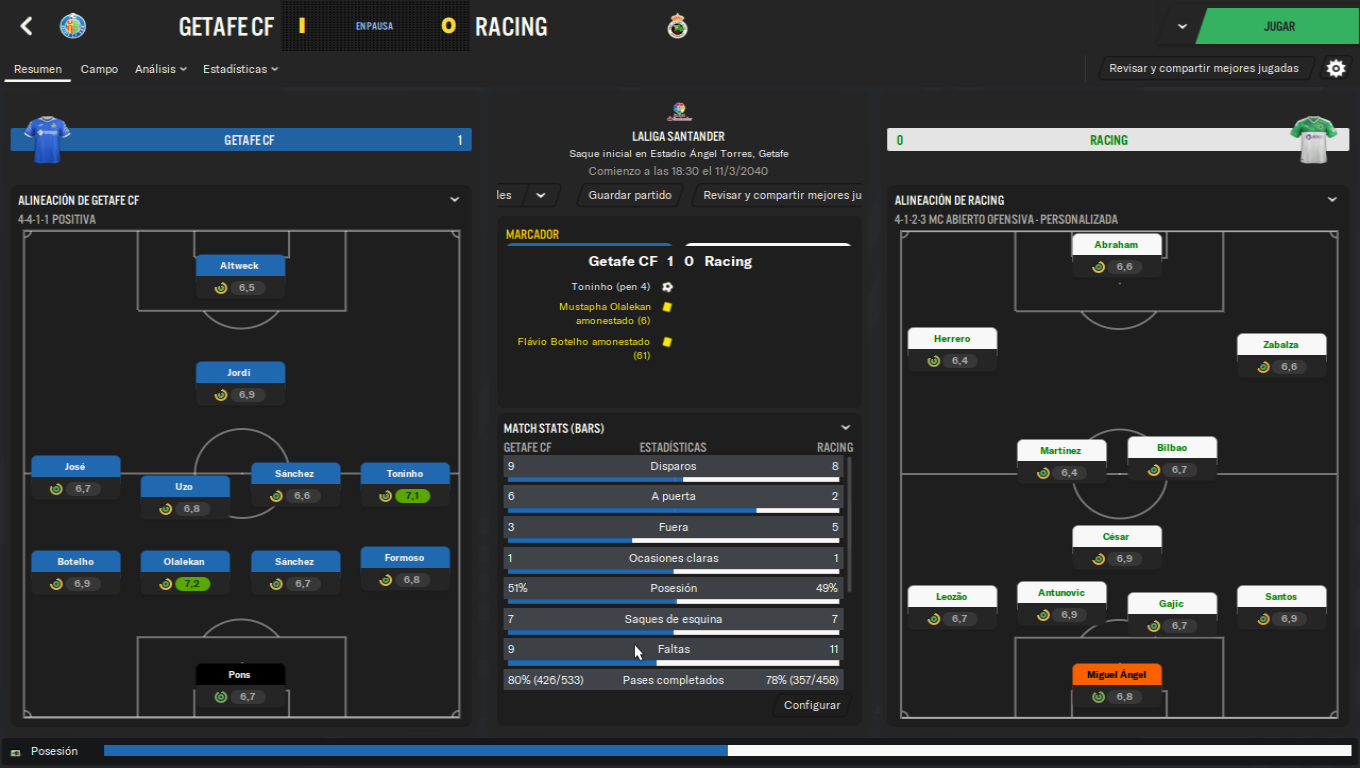 GETAFE CF
1
EN PAUSA
0
RACING
JUGAR
Resumen
Campo
Análisis
Estadísticas
Revisar y compartir mejores jugadas
GETAFE CF
1
LALIGA SANTANDER
Saque inicial en Estadio Ángel Torres, Getafe
Comienzo a las 18:30 el 11/3/2040
les
Guardar partido
Revisar y compartir mejores ju
0
RACING
ALINEACIÓN DE GETAFE CF
4-4-1-1 POSITIVA
Altweck
6,5
Jordi
6,9
José
6,7
Uzo
6,8
Sánchez
6,6
Toninho
7,1
Botelho
6,9
Olalekan
7,2
Sánchez
6,7
Formoso
6,8
Pons
6,7
MARCADOR
Getafe CF 1 0 Racing
Toninho (pen 4)
Mustapha Olalekan
amonestado (6)
Flávio Botelho amonestado
(61)
MATCH STATS (BARS)
GETAFE CF ESTADÍSTICAS RACING
9 Disparos 8
6 A puerta 2
3 Fuera 5
1 Ocasiones claras 1
51% Posesión 49%
7 Saques de esquina 7
9 Faltas 11
80% (426/533) Pases completados 78% (357/458)
Configurar
ALINEACIÓN DE RACING
4-1-2-3 MC ABIERTO OFENSIVA - PERSONALIZADA
Abraham
6,6
Herrero
6,4
Zabalza
6,6
Martínez
6,4
Bilbao
6,7
César
6,9
Leozão
6,7
Antunovic
6,9
Gajic
6,7
Santos
6,9
Miguel Ángel
6,8
Posesión